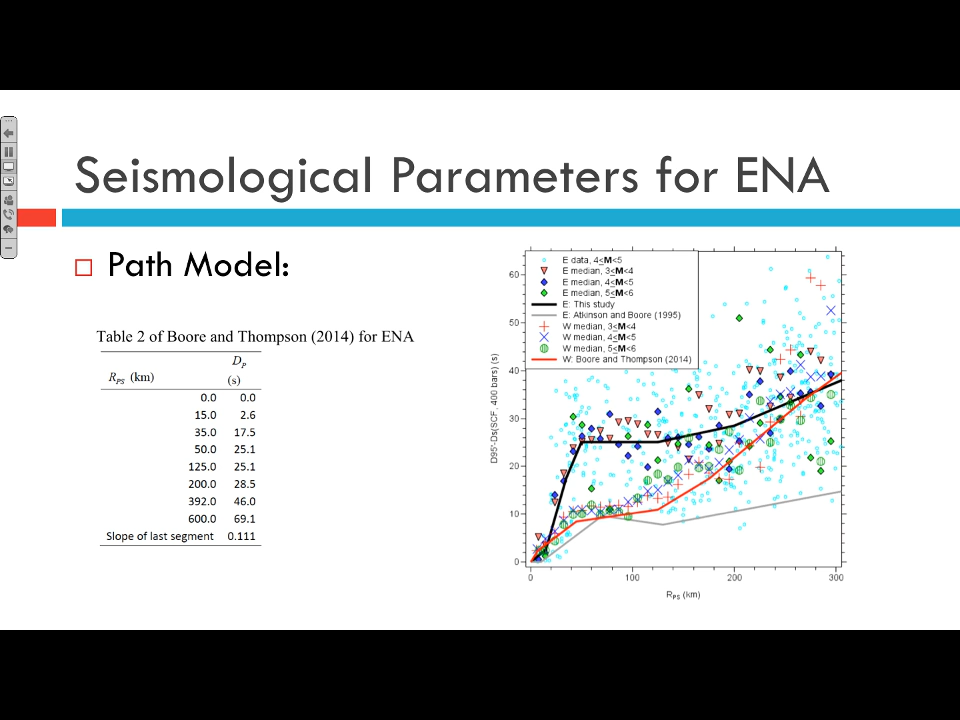 Seismological Parameters for ENA
Path Model:
Table 2 of Boore and Thompson (2014) for ENA
R_PS (km) D_P (s)
0.0 0.0
15.0 2.6
35.0 17.5
50.0 25.1
125.0 25.1
200.0 28.5
392.0 46.0
600.0 69.1
Slope of last segment 0.111
E data, 4≤M<5
E median, 3≤M<4
E median, 4≤M<5
E median, 5≤M<6
E: This study
E: Atkinson and Boore (1995)
W median, 3≤M<4
W median, 4≤M<5
W median, 5≤M<6
W: Boore and Thompson (2014)
D95"-Ds(SCF, 400 bars) (s)
60
50
40
30
20
10
0
0 100 200 300
R_PS (km)